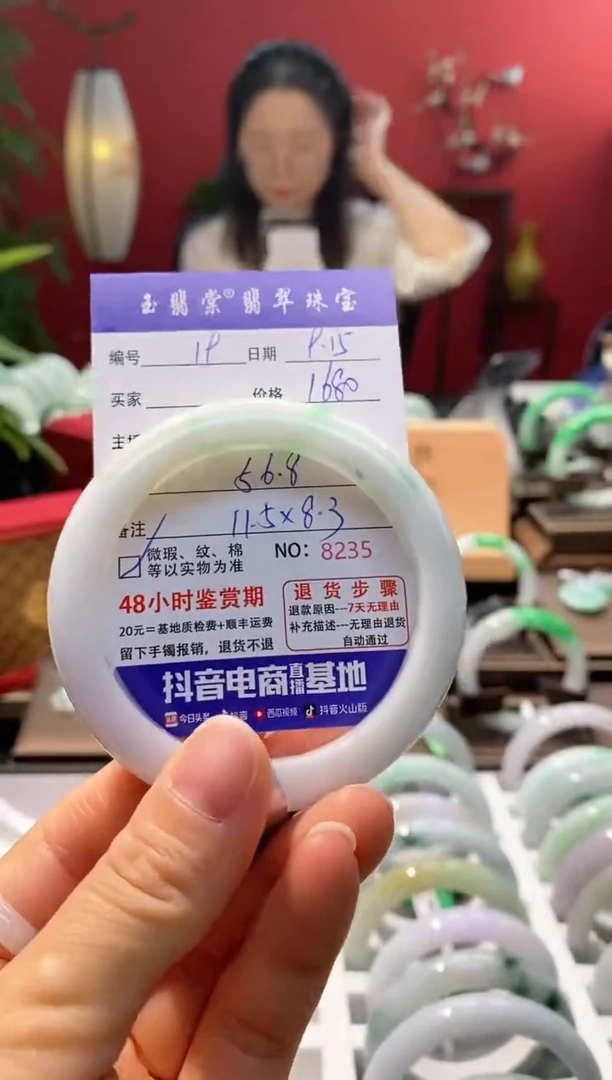 玉翡棠®翡翠珠宝
编号 18 日期 8.15
买家 价格 1680
主
56.8
备注 11.5×8.3
微瑕、纹、棉 NO: 8235
等以实物为准
48小时鉴赏期
20元=基地质检费+顺丰运费
留下手镯报销，退货不退
退货步骤
退款原因---7天无理由
补充描述---无理由退货
自动通过
抖音电商直播基地
今日头条 抖音 西瓜视频 抖音火山版